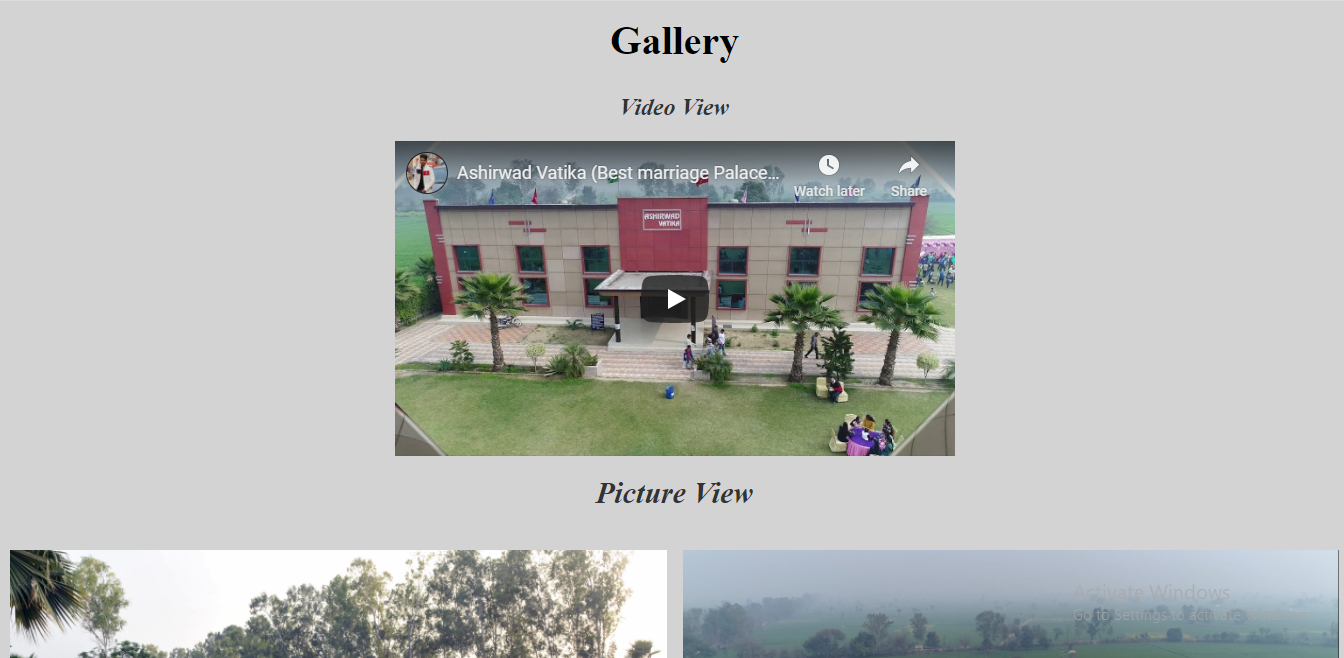 Gallery
Video View
Ashirwad Vatika (Best marriage Palace...
Watch later
Share
ASHIRWAD
VATIKA
Picture View
Activate Windows
Go to Settings to activate